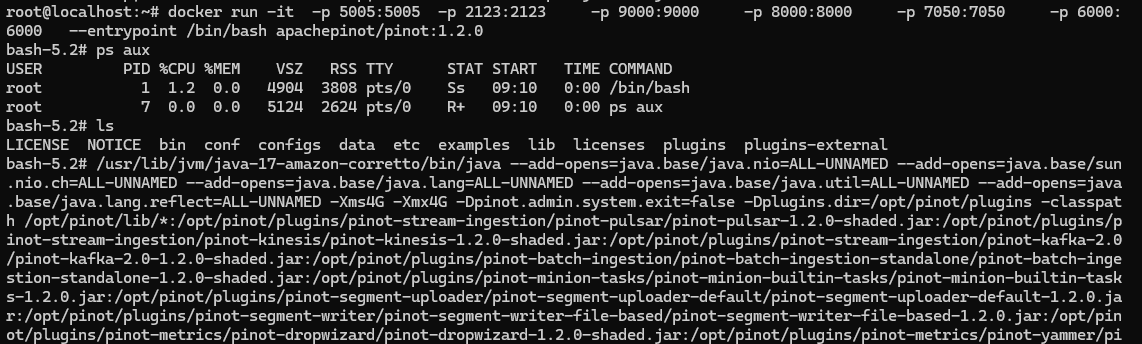 root@localhost:~# docker run -it  -p 5005:5005  -p 2123:2123     -p 9000:9000     -p 8000:8000     -p 7050:7050     -p 6000:
6000   --entrypoint /bin/bash apachepinot/pinot:1.2.0
bash-5.2# ps aux
USER         PID %CPU %MEM    VSZ   RSS TTY      STAT START   TIME COMMAND
root           1  1.2  0.0   4904  3808 pts/0    Ss   09:10   0:00 /bin/bash
root           7  0.0  0.0   5124  2624 pts/0    R+   09:10   0:00 ps aux
bash-5.2# ls
LICENSE  NOTICE  bin  conf  configs  data  etc  examples  lib  licenses  plugins  plugins-external
bash-5.2# /usr/lib/jvm/java-17-amazon-corretto/bin/java --add-opens=java.base/java.nio=ALL-UNNAMED --add-opens=java.base/sun
.nio.ch=ALL-UNNAMED --add-opens=java.base/java.lang=ALL-UNNAMED --add-opens=java.base/java.util=ALL-UNNAMED --add-opens=java
.base/java.lang.reflect=ALL-UNNAMED -Xms4G -Xmx4G -Dpinot.admin.system.exit=false -Dplugins.dir=/opt/pinot/plugins -classpat
h /opt/pinot/lib/*:/opt/pinot/plugins/pinot-stream-ingestion/pinot-pulsar/pinot-pulsar-1.2.0-shaded.jar:/opt/pinot/plugins/p
inot-stream-ingestion/pinot-kinesis/pinot-kinesis-1.2.0-shaded.jar:/opt/pinot/plugins/pinot-stream-ingestion/pinot-kafka-2.0
/pinot-kafka-2.0-1.2.0-shaded.jar:/opt/pinot/plugins/pinot-batch-ingestion/pinot-batch-ingestion-standalone/pinot-batch-inge
stion-standalone-1.2.0-shaded.jar:/opt/pinot/plugins/pinot-minion-tasks/pinot-minion-builtin-tasks/pinot-minion-builtin-task
s-1.2.0.jar:/opt/pinot/plugins/pinot-segment-uploader/pinot-segment-uploader-default/pinot-segment-uploader-default-1.2.0.ja
r:/opt/pinot/plugins/pinot-segment-writer/pinot-segment-writer-file-based/pinot-segment-writer-file-based-1.2.0.jar:/opt/pin
ot/plugins/pinot-metrics/pinot-dropwizard/pinot-dropwizard-1.2.0-shaded.jar:/opt/pinot/plugins/pinot-metrics/pinot-yammer/pi